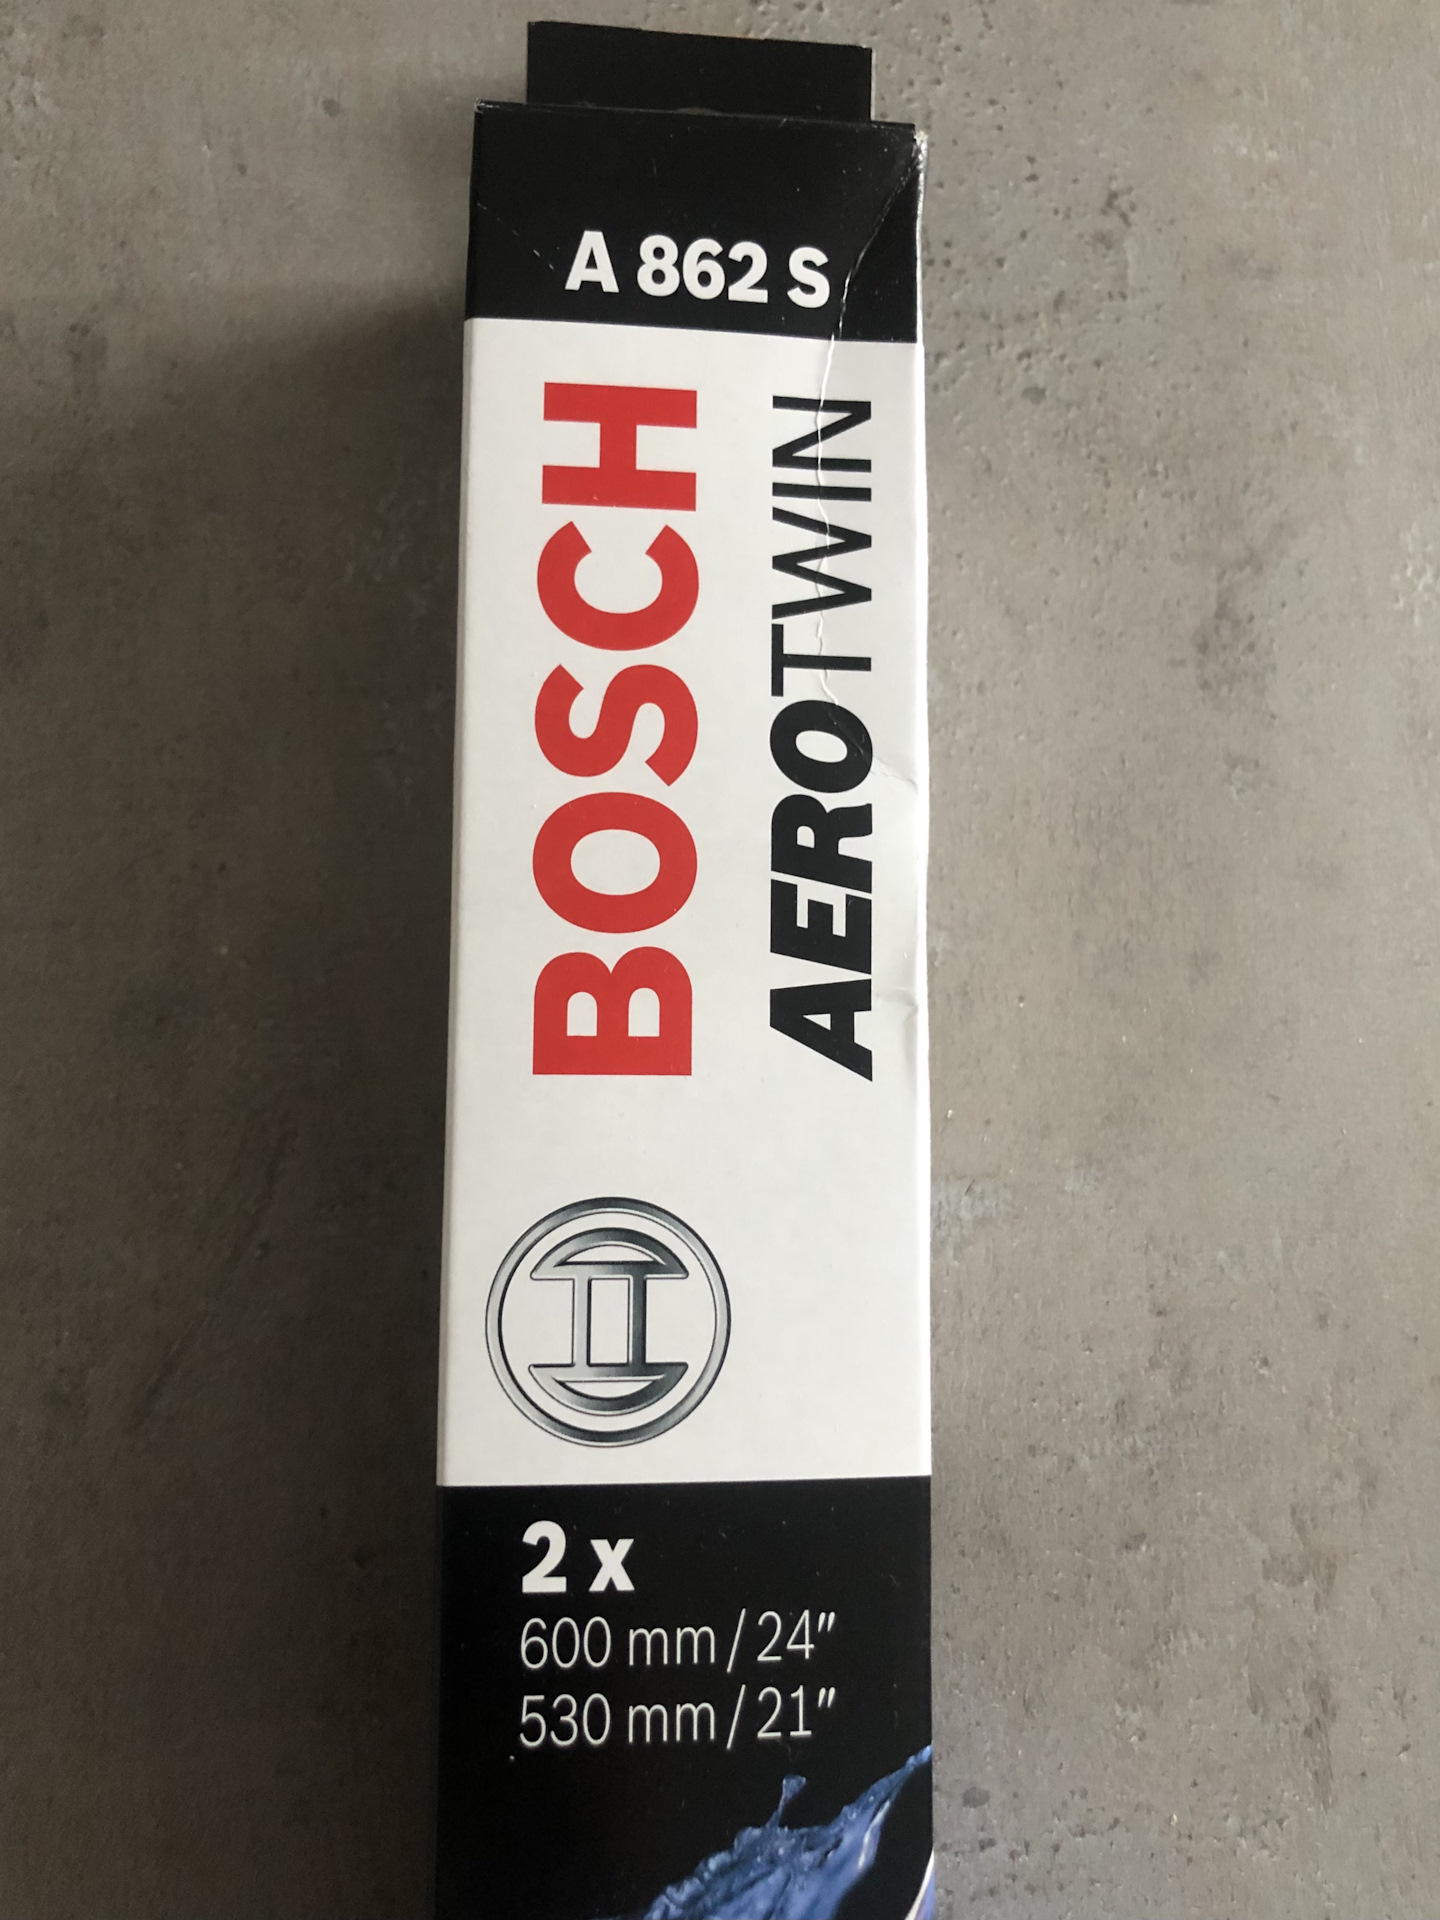 A 862 S
BOSCH
AEROTWIN
2 x
600 mm / 24"
530 mm / 21"